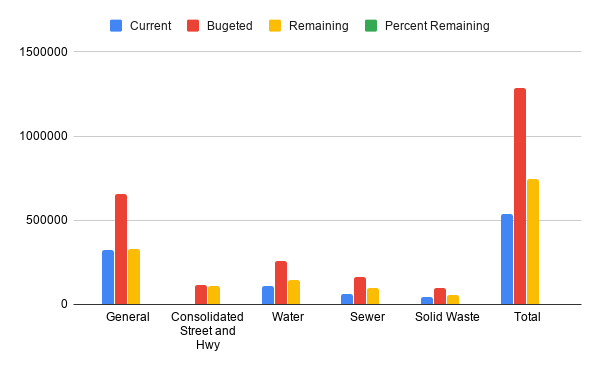 Current Bugeted Remaining Percent Remaining
1500000
1000000
500000
0
General Consolidated Street and Hwy Water Sewer Solid Waste Total